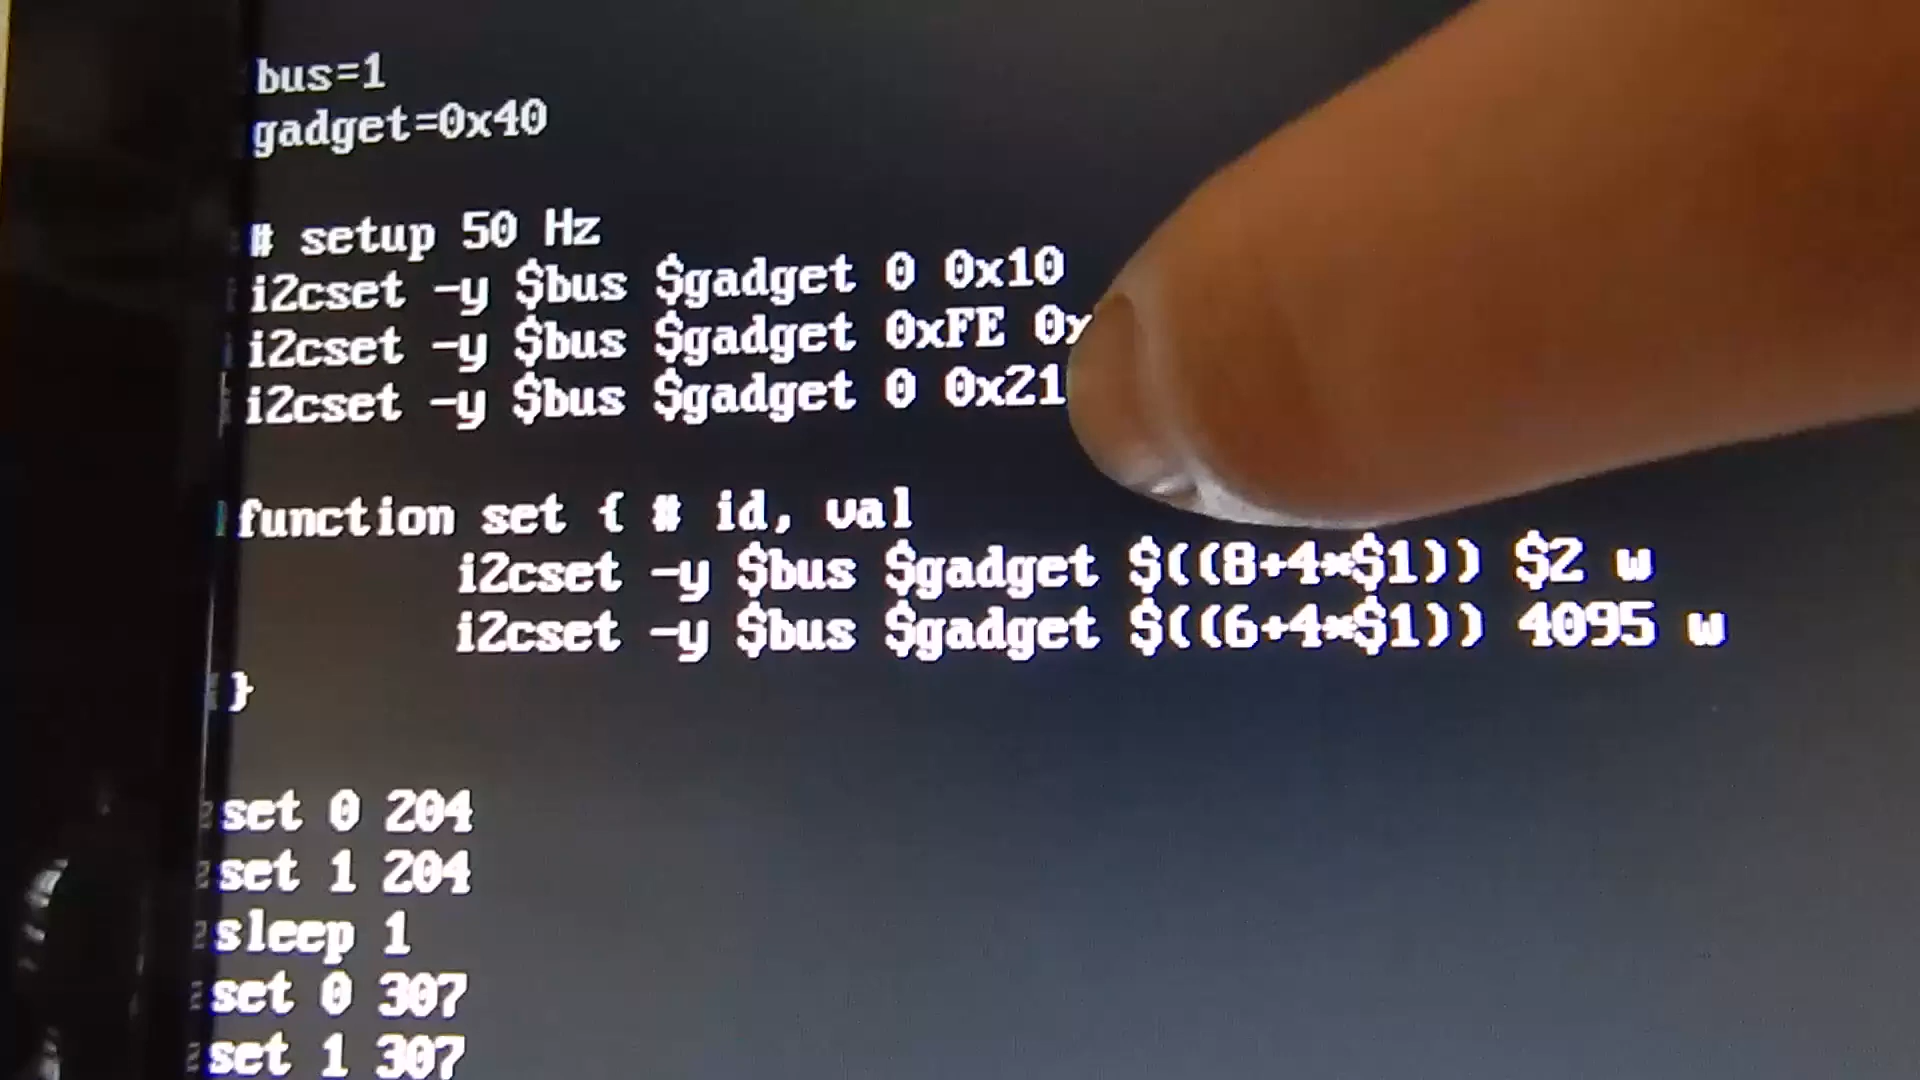 bus=1
gadget=0x40
# setup 50 Hz
i2cset -y $bus $gadget 0 0x10
i2cset -y $bus $gadget 0xFE
i2cset -y $bus $gadget 0 0x21
function set { # id, val
i2cset -y $bus $gadget $((8+4*$1)) $2 w
i2cset -y $bus $gadget $((6+4*$1)) 4095 w
}
set 0 204
set 1 204
sleep 1
set 0 307
set 1 307